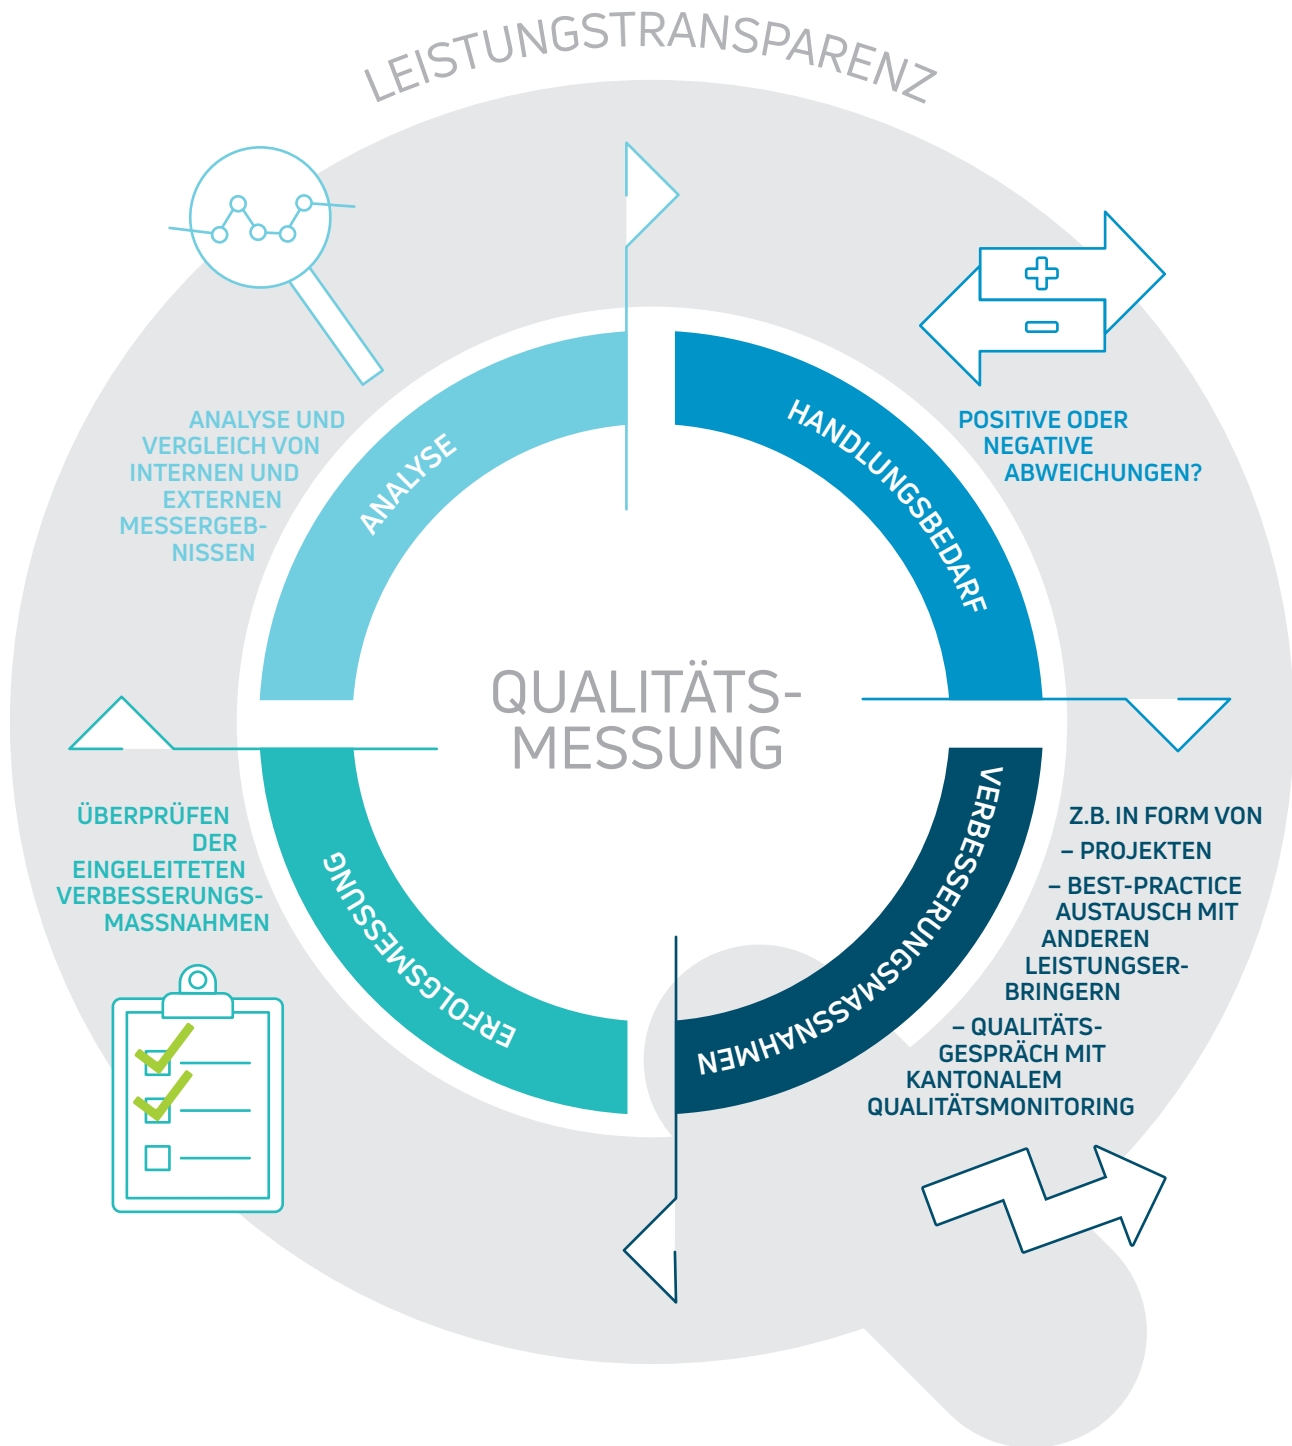 LEISTUNGSTRANSPARENZ
ANALYSE UND
VERGLEICH VON
INTERNEN UND
EXTERNEN
MESSERGEB-
NISSEN
ANALYSE
HANDLUNGSBEDARF
POSITIVE ODER
NEGATIVE
ABWEICHUNGEN?
QUALITÄTS-
MESSUNG
ÜBERPRÜFEN
DER
EINGELEITETEN
VERBESSERUNGS-
MASSNAHMEN
ERFOLGSMESSUNG
VERBESSERUNGSMASSNAHMEN
Z.B. IN FORM VON
– PROJEKTEN
– BEST-PRACTICE
AUSTAUSCH MIT
ANDEREN
LEISTUNGSER-
BRINGERN
– QUALITÄTS-
GESPRÄCH MIT
KANTONALEM
QUALITÄTSMONITORING